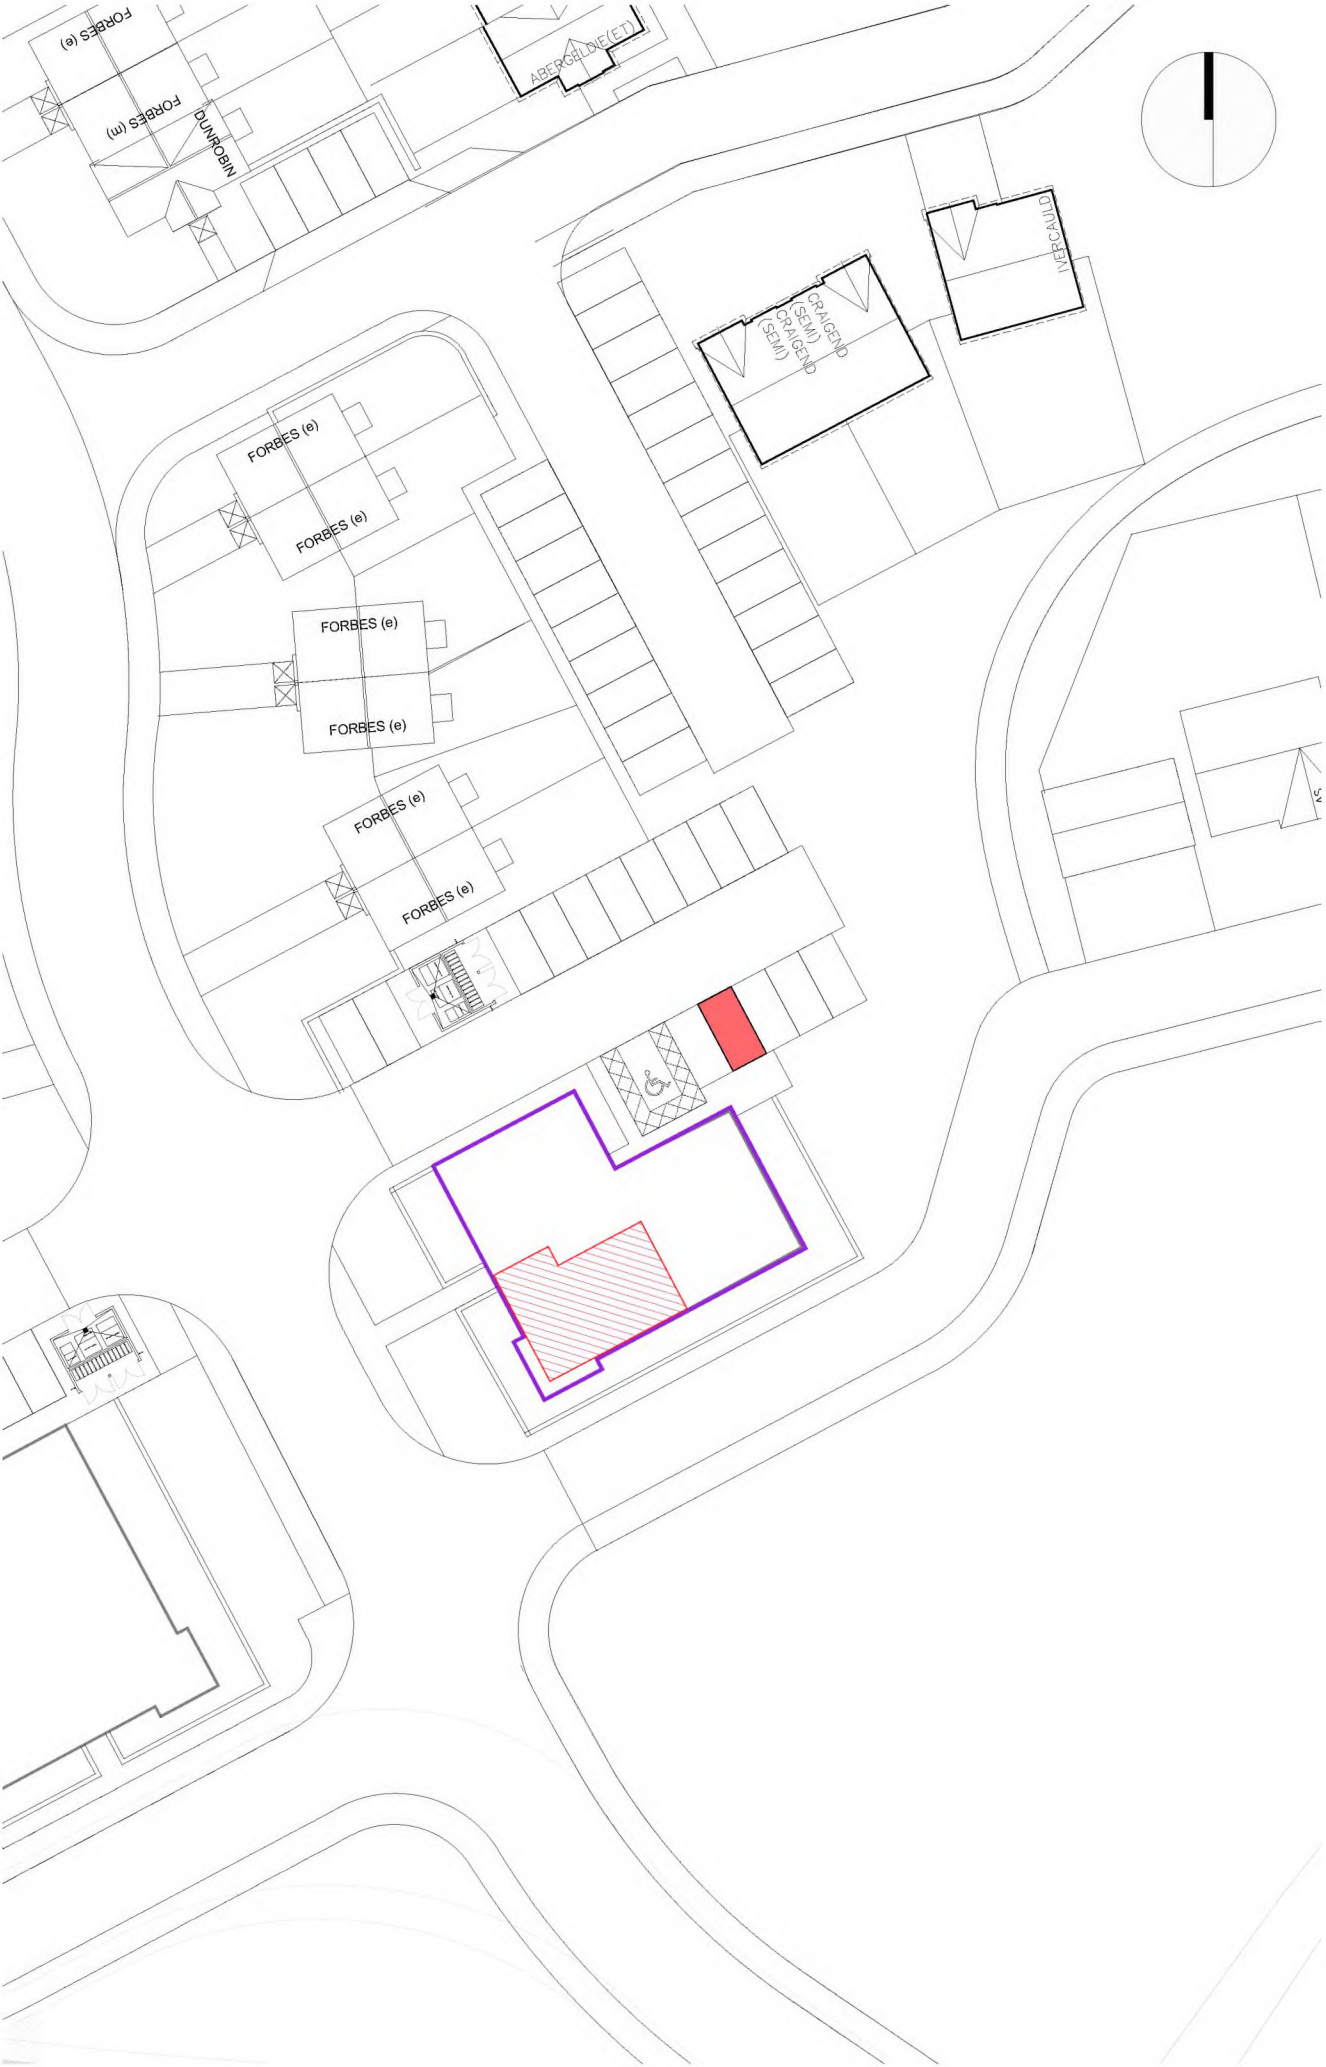 FORBES (e)
FORBES (m)
DUNROBIN
ABERGELDIE(ET)
IVERCAULD
CRAIGEND
(SEMI)
CRAIGEND
(SEMI)
FORBES (e)
FORBES (e)
FORBES (e)
FORBES (e)
FORBES (e)
FORBES (e)